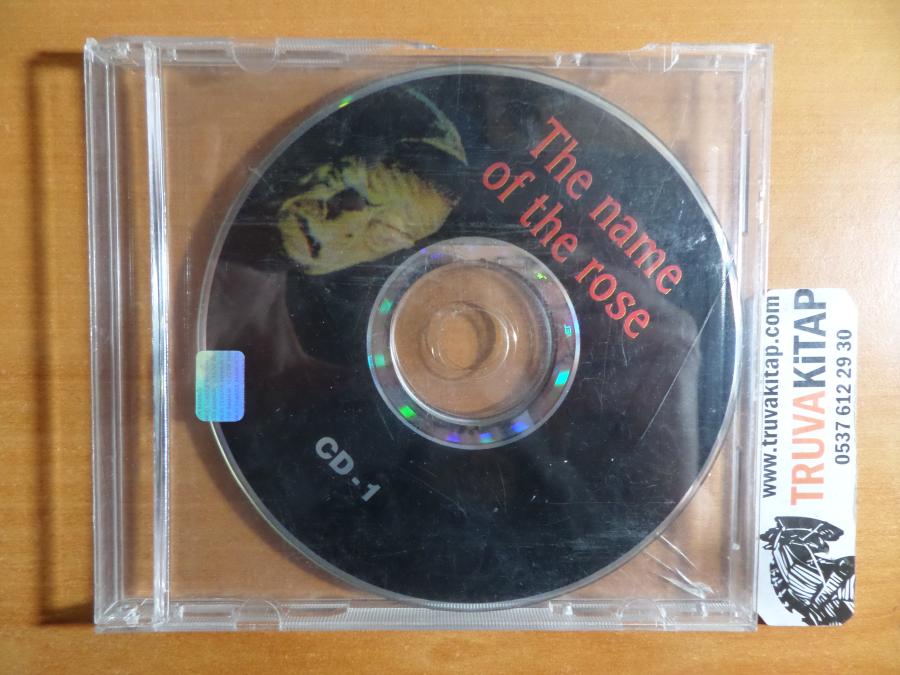 The name
of the rose
CD - 1
www.truvakitap.com
TRUVAKiTAP
0537 612 29 30